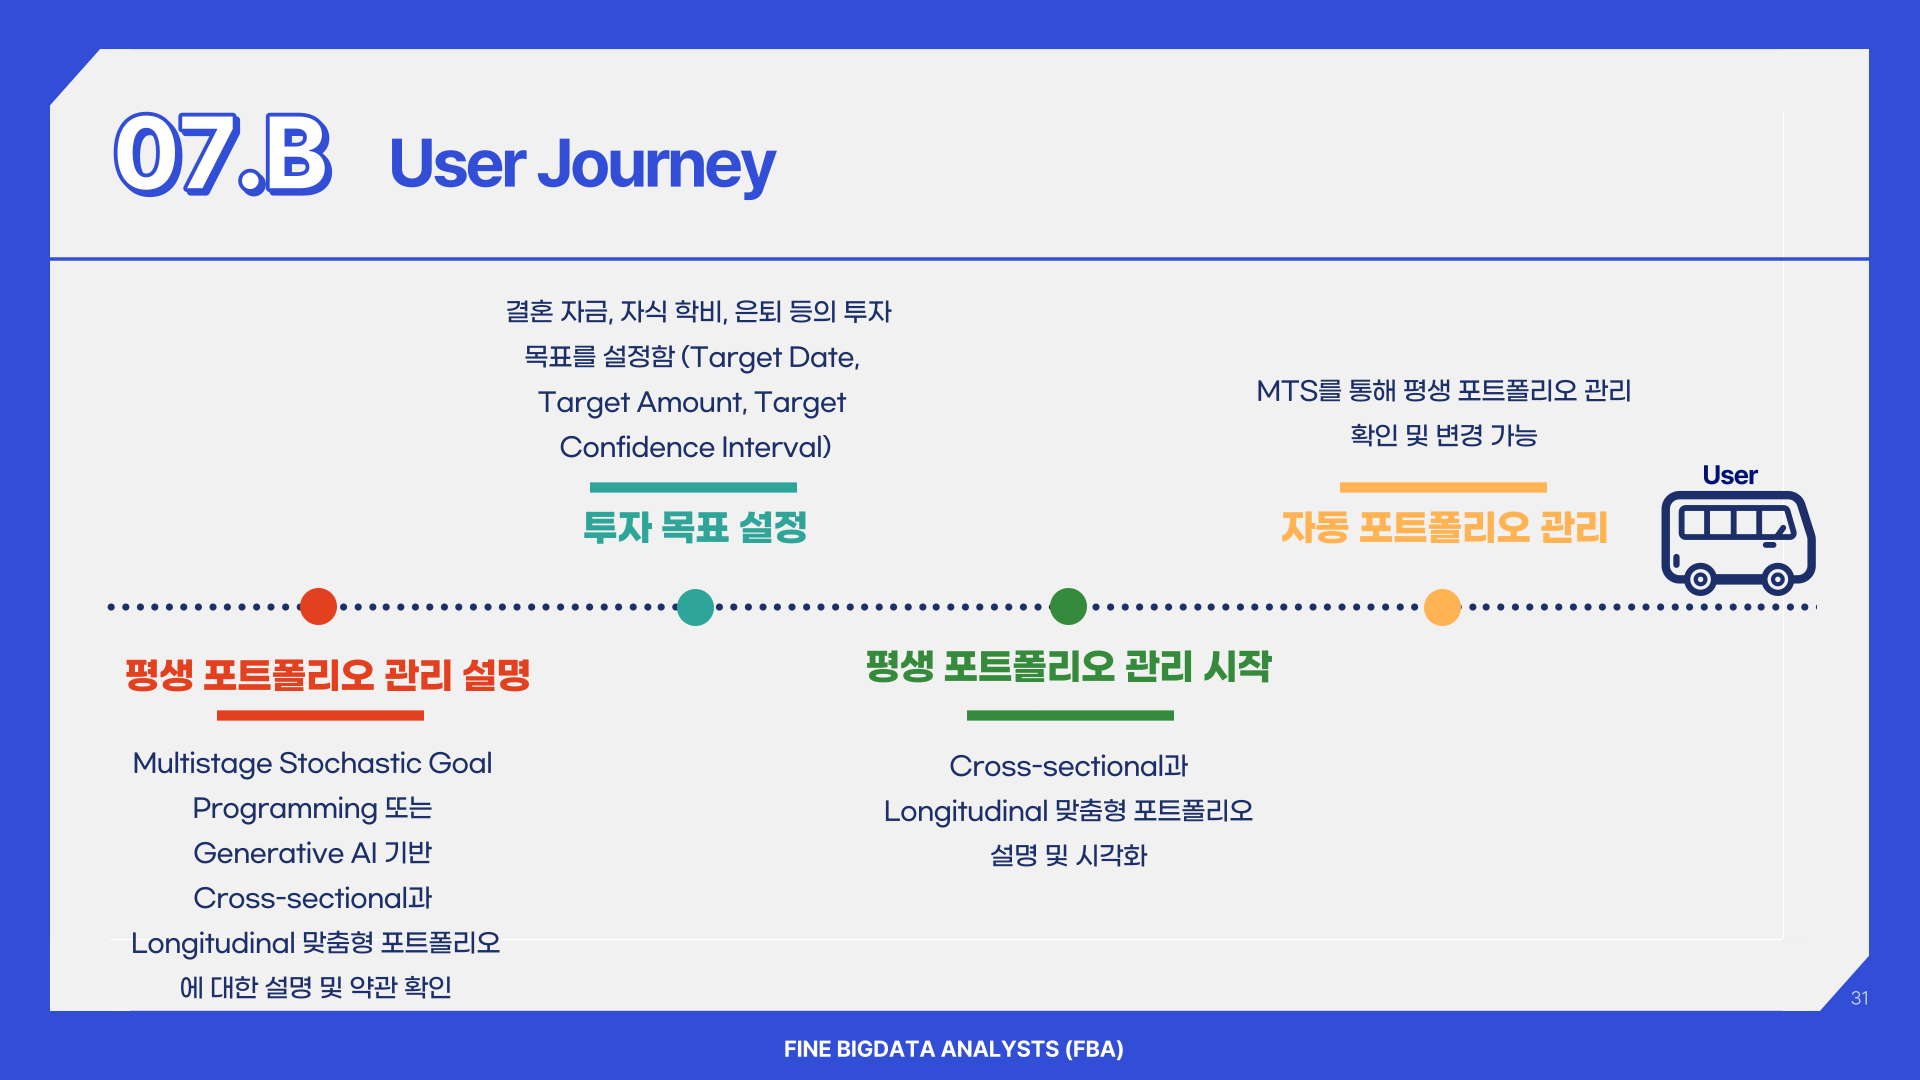 07.B
User Journey
결혼 자금, 자식 학비, 은퇴 등의 투자
목표를 설정함 (Target Date,
Target Amount, Target
Confidence Interval)
투자 목표 설정
MTS를 통해 평생 포트폴리오 관리
확인 및 변경 가능
자동 포트폴리오 관리
User
평생 포트폴리오 관리 설명
Multistage Stochastic Goal
Programming 또는
Generative AI 기반
Cross-sectional과
Longitudinal 맞춤형 포트폴리오
에 대한 설명 및 약관 확인
평생 포트폴리오 관리 시작
Cross-sectional과
Longitudinal 맞춤형 포트폴리오
설명 및 시각화
31
FINE BIGDATA ANALYSTS (FBA)